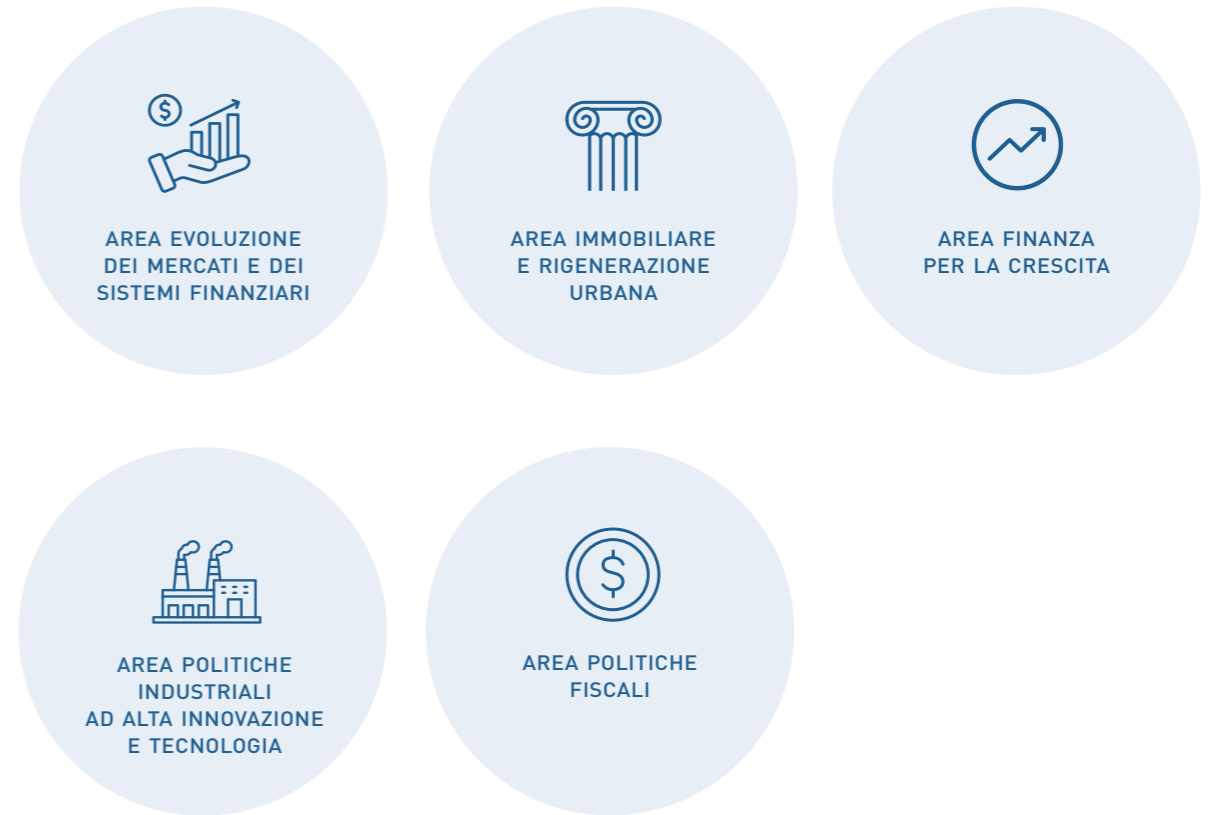 $
AREA EVOLUZIONE
DEI MERCATI E DEI
SISTEMI FINANZIARI
AREA IMMOBILIARE
E RIGENERAZIONE
URBANA
AREA FINANZA
PER LA CRESCITA
AREA POLITICHE
INDUSTRIALI
AD ALTA INNOVAZIONE
E TECNOLOGIA
$
AREA POLITICHE
FISCALI